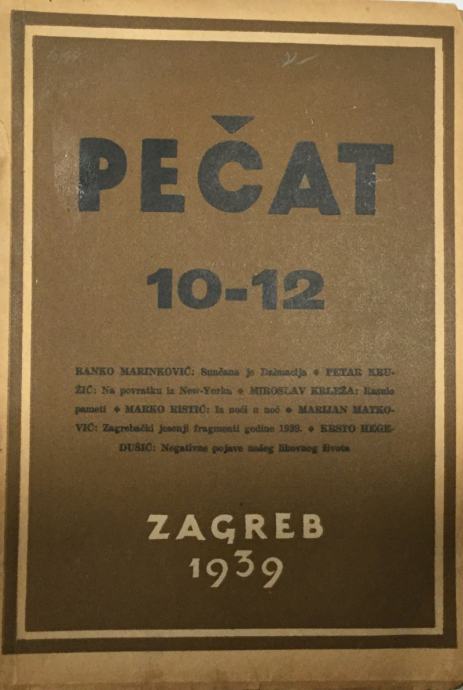 PEČAT
10-12
RANKO MARINKOVIĆ: Sunčana je Dalmacija ◆ PETAR KRU-
ŽIĆ: Na povratku iz New-Yorka ◆ MIROSLAV KRLEŽA: Rasulo
pameti ◆ MARKO RISTIĆ: Iz noći u noć ◆ MARIJAN MATKO-
VIĆ: Zagrebački jesenji fragmenti godine 1939. ◆ KRSTO HEGE-
DUŠIĆ: Negativne pojave našeg likovnog života
ZAGREB
1939